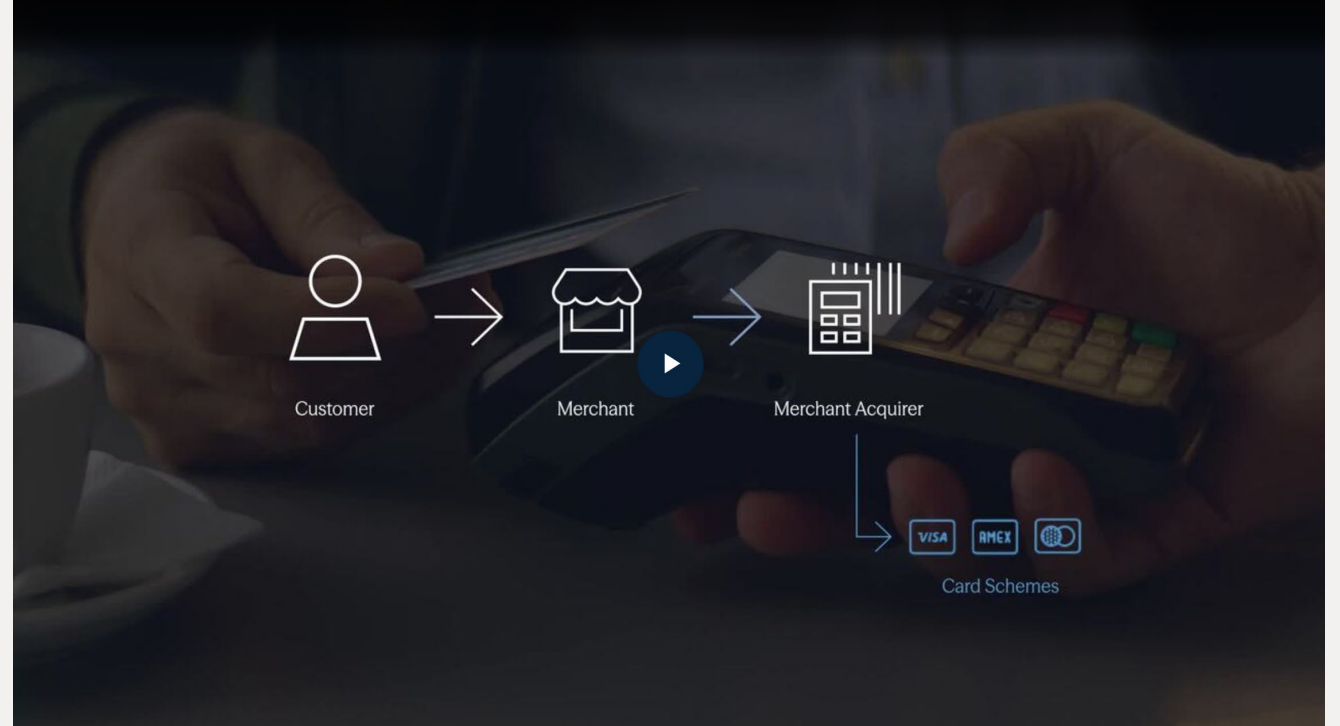 Customer
Merchant
Merchant Acquirer
VISA
AMEX
Card Schemes